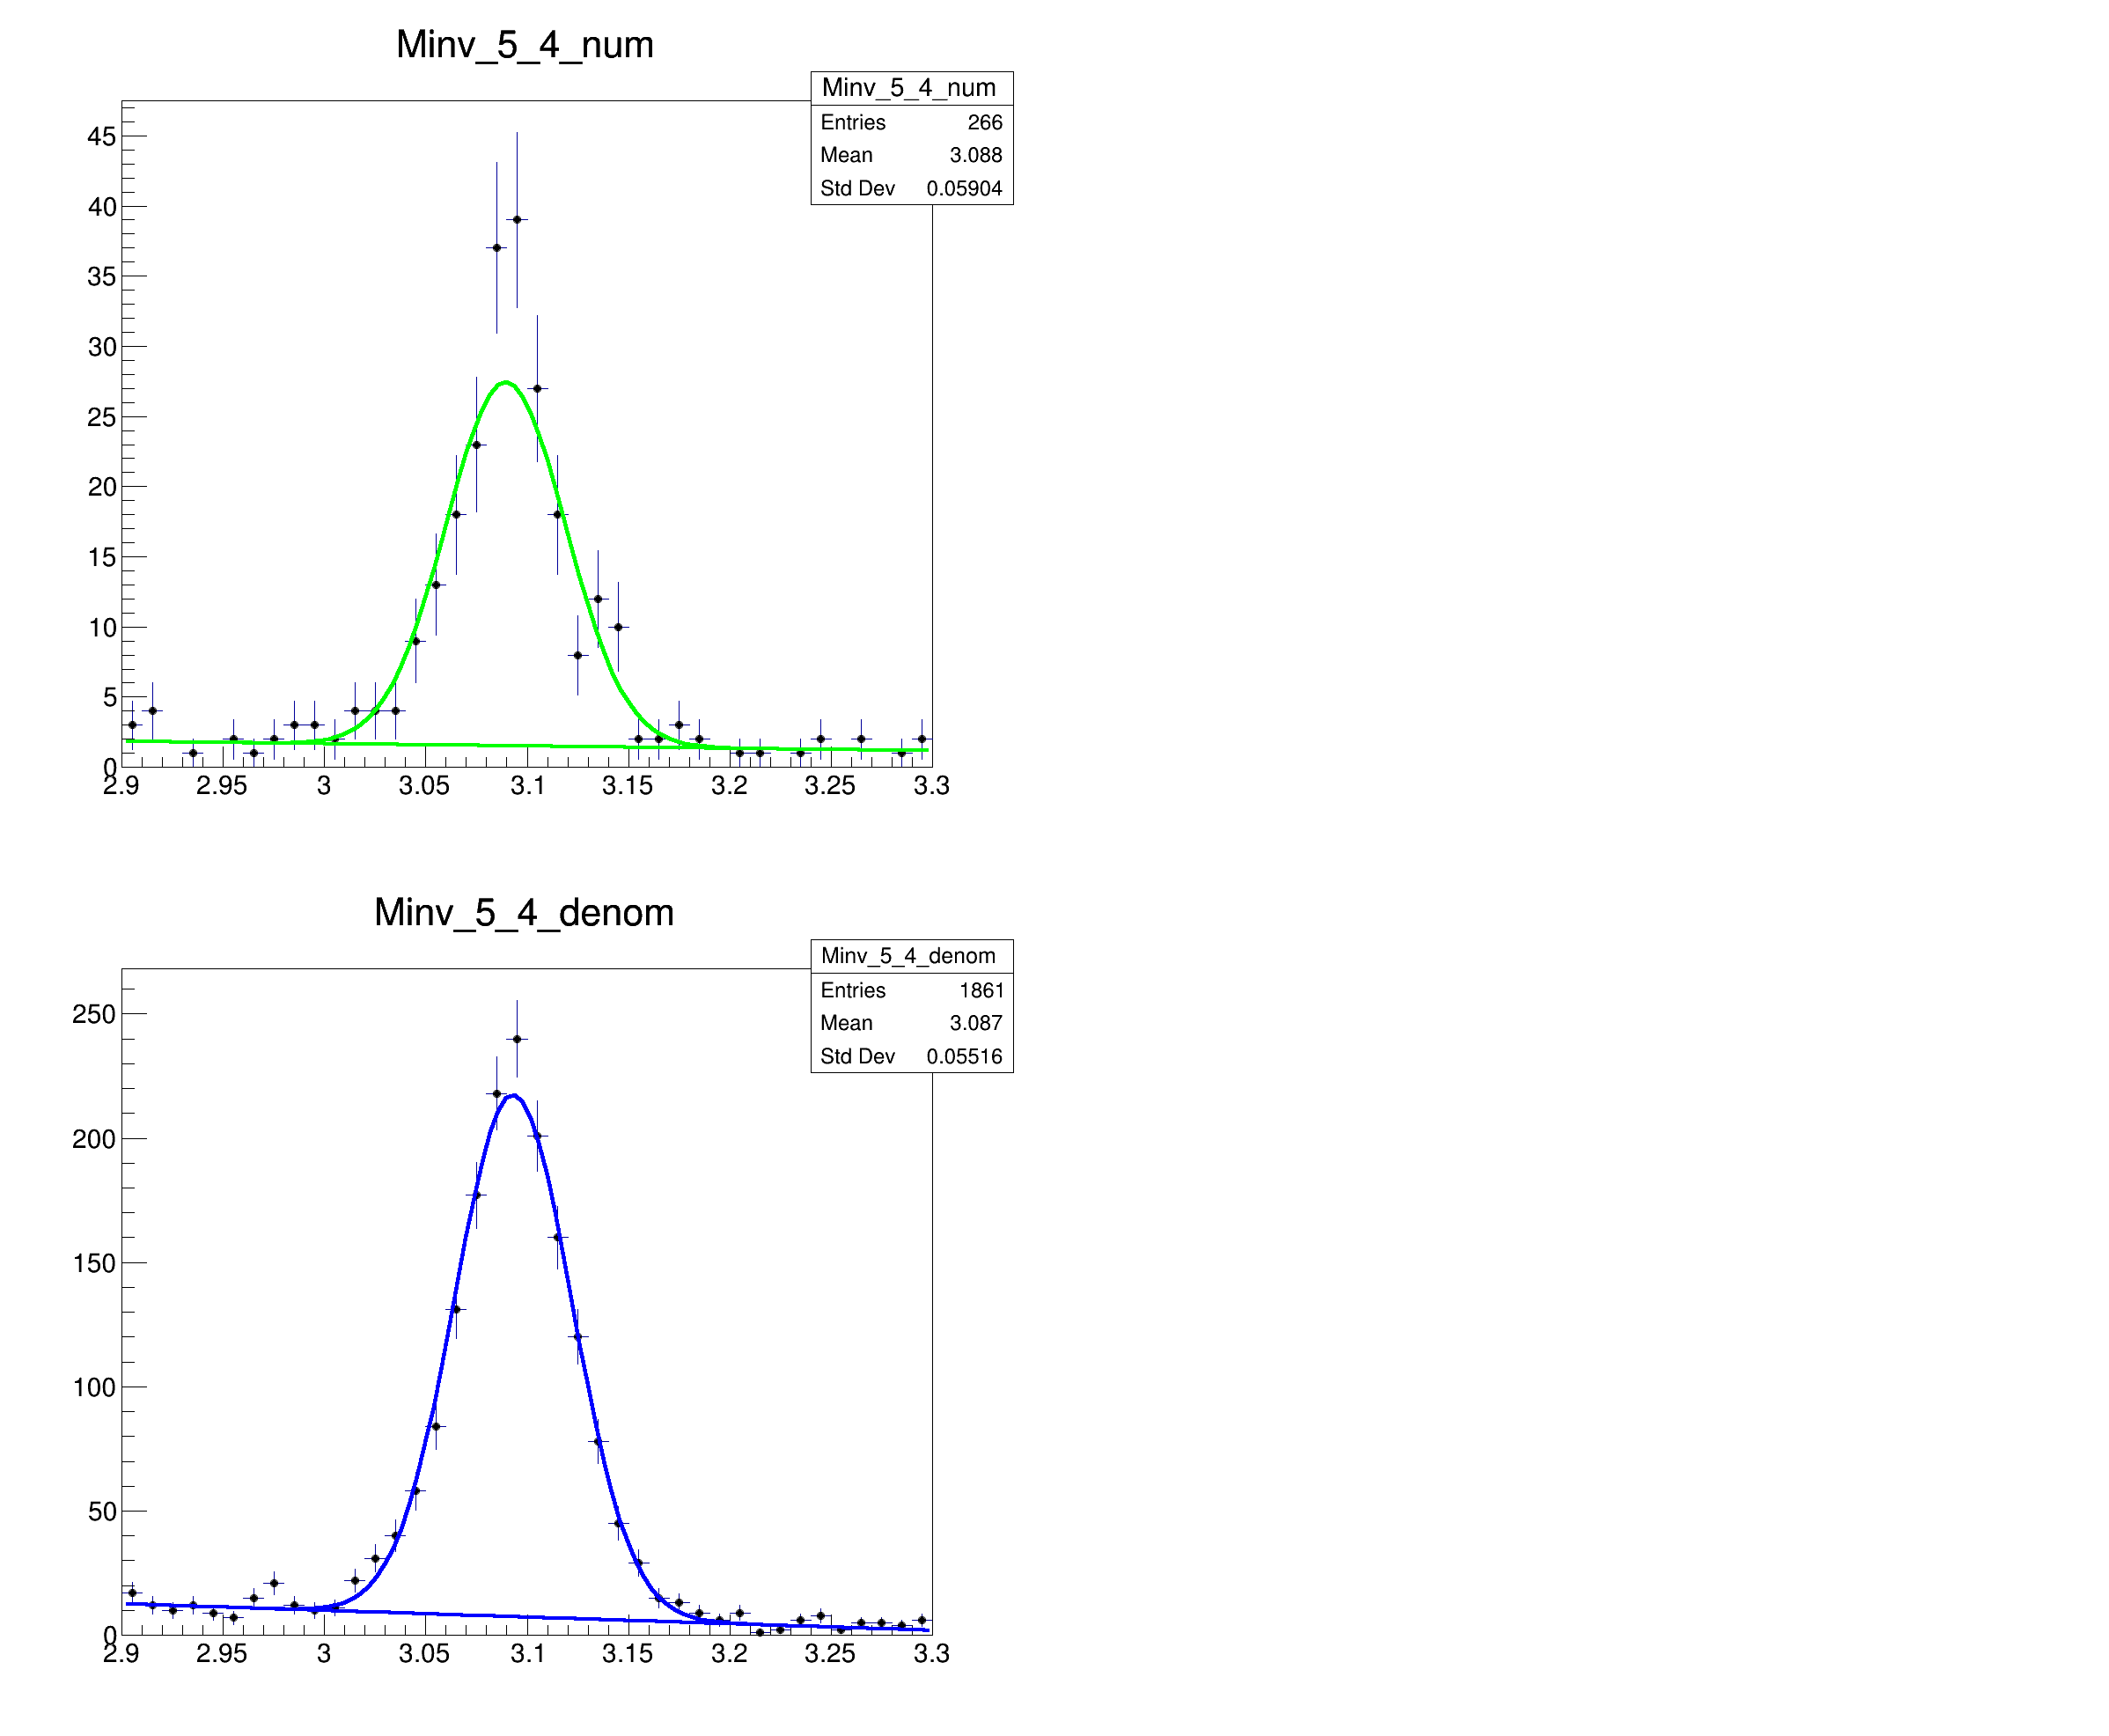 Minv_5_4_num
Minv_5_4_num
Entries 266
Mean 3.088
Std Dev 0.05904
45
40
35
30
25
20
15
10
5
0
2.9 2.95 3 3.05 3.1 3.15 3.2 3.25 3.3
Minv_5_4_denom
Minv_5_4_denom
Entries 1861
Mean 3.087
Std Dev 0.05516
250
200
150
100
50
0
2.9 2.95 3 3.05 3.1 3.15 3.2 3.25 3.3